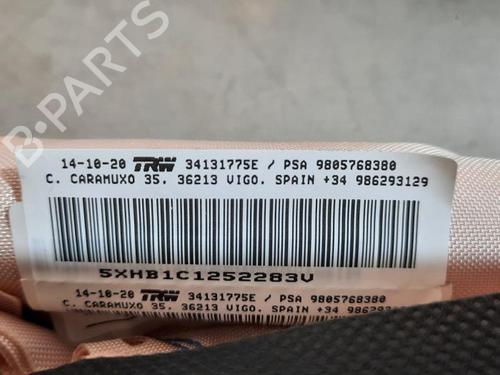 B-PARTS
14-10-20 TRW 34131775E / PSA 9805768380
C. CARAMUXO 35. 36213 VIGO. SPAIN +34 986293129
5XHB1C1252283V
14-10-20 TRW 34131775E / PSA 9805768380
C. CARAMUXO 35. 36213 VIGO. SPAIN +34